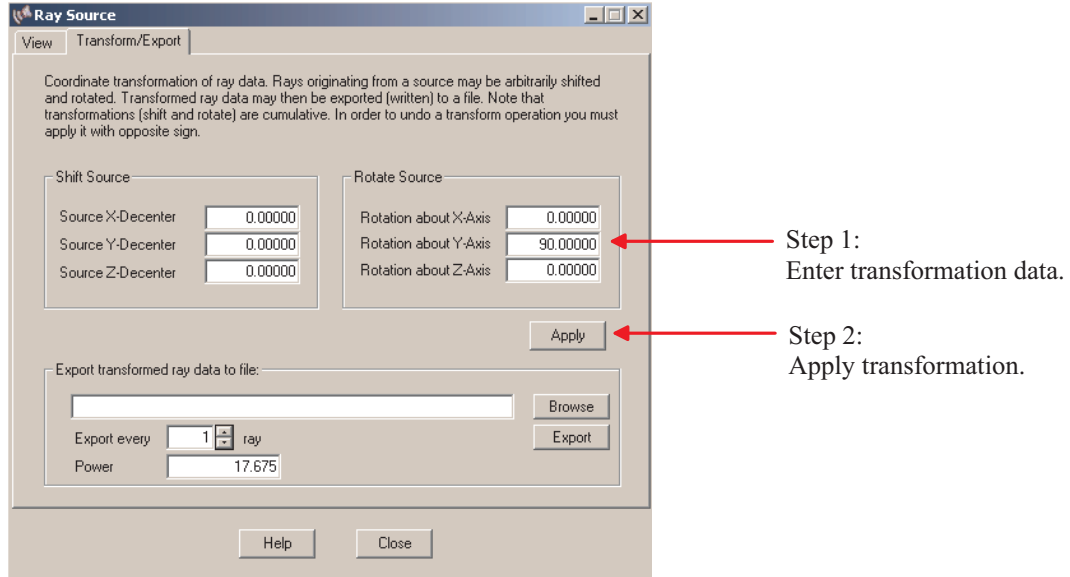 Ray Source
View Transform/Export
Coordinate transformation of ray data. Rays originating from a source may be arbitrarily shifted
and rotated. Transformed ray data may then be exported (written) to a file. Note that
transformations (shift and rotate) are cumulative. In order to undo a transform operation you must
apply it with opposite sign.
Shift Source
Source X-Decenter 0.00000
Source Y-Decenter 0.00000
Source Z-Decenter 0.00000
Rotate Source
Rotation about X-Axis 0.00000
Rotation about Y-Axis 90.00000
Rotation about Z-Axis 0.00000
Step 1:
Enter transformation data.
Apply
Step 2:
Apply transformation.
Export transformed ray data to file:
Browse
Export every 1 ray
Export
Power 17.675
Help Close